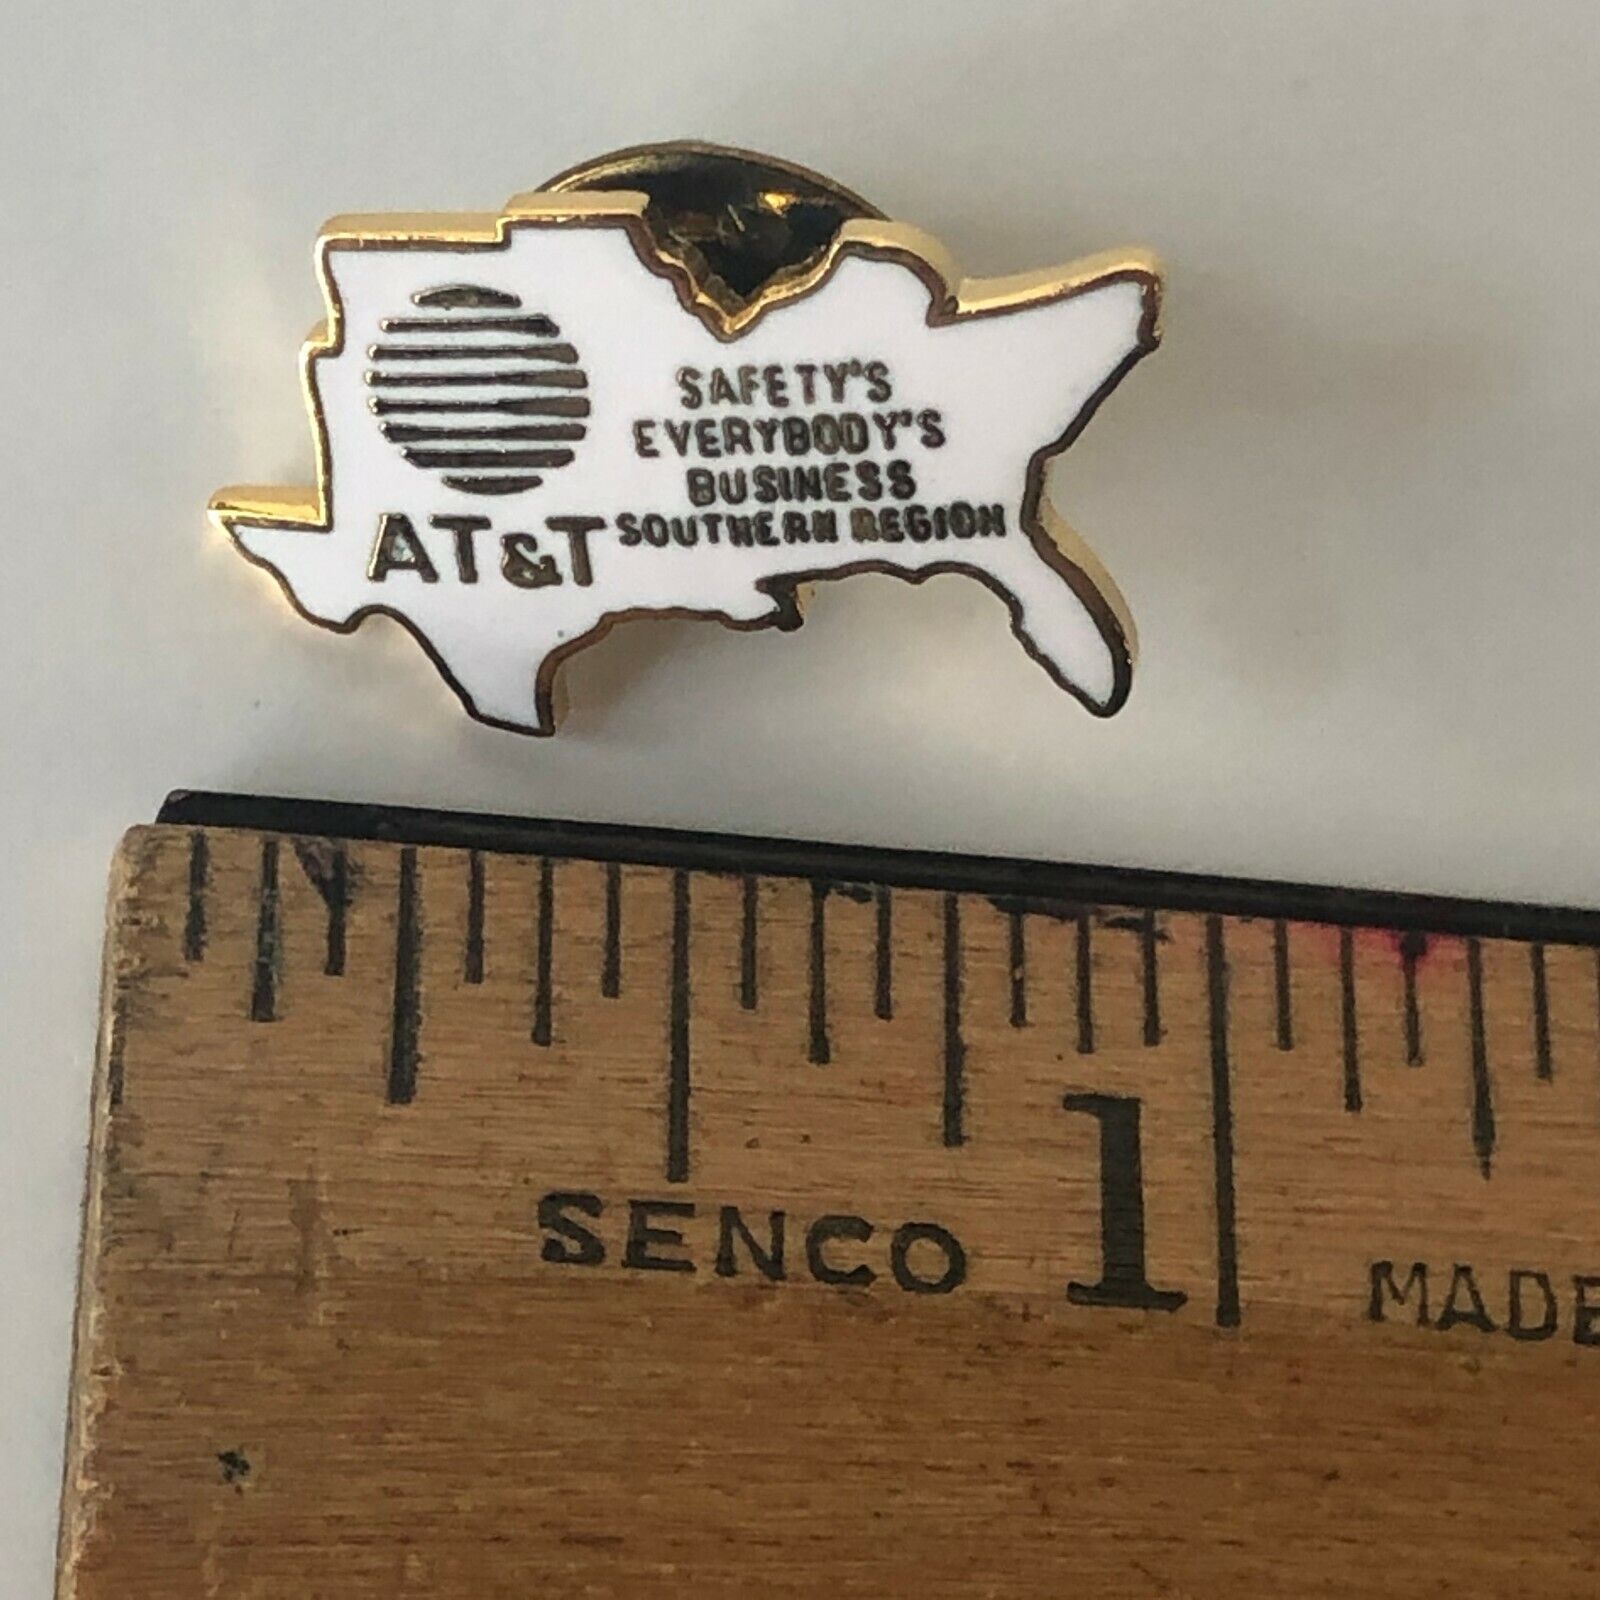 SAFETY'S
EVERYBODY'S
BUSINESS
SOUTHERN REGION
AT&T
SENCO
1
MADE